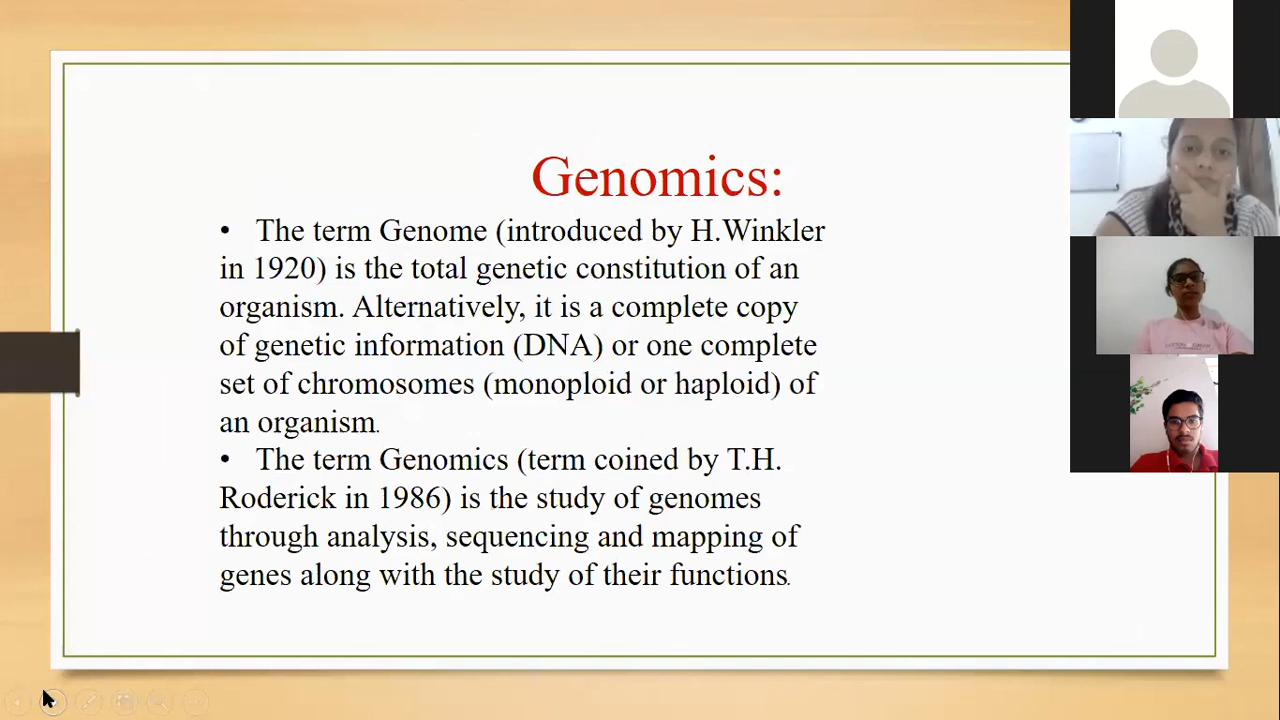 Genomics:
• The term Genome (introduced by H.Winkler
in 1920) is the total genetic constitution of an
organism. Alternatively, it is a complete copy
of genetic information (DNA) or one complete
set of chromosomes (monoploid or haploid) of
an organism.
• The term Genomics (term coined by T.H.
Roderick in 1986) is the study of genomes
through analysis, sequencing and mapping of
genes along with the study of their functions.